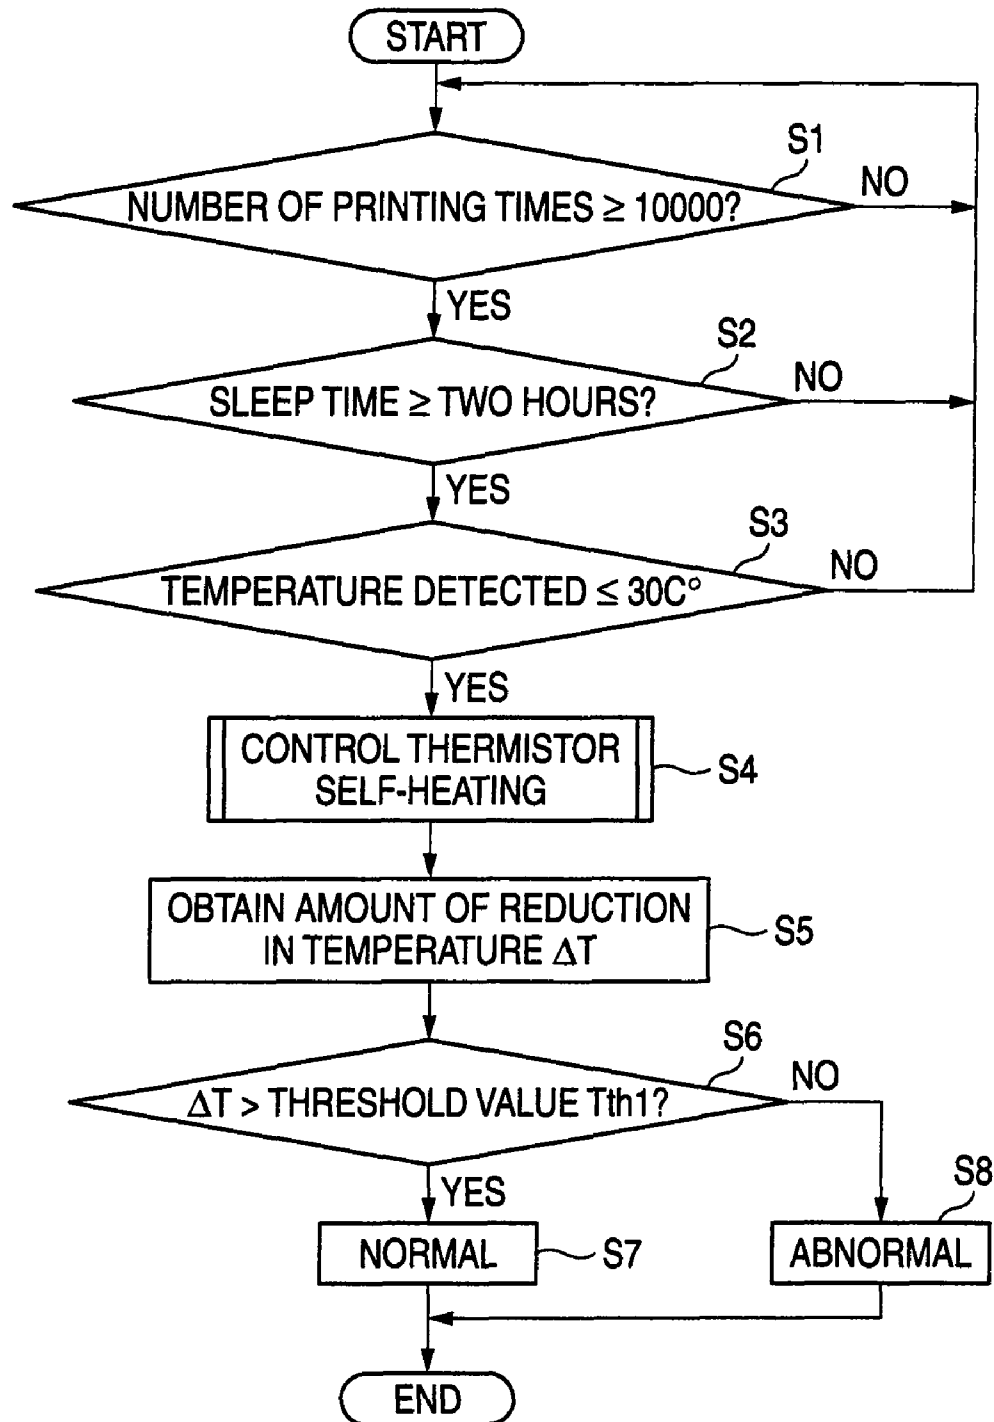 START
S1
NUMBER OF PRINTING TIMES ≥ 10000?
NO
YES
S2
SLEEP TIME ≥ TWO HOURS?
NO
YES
S3
TEMPERATURE DETECTED ≤ 30C°
NO
YES
CONTROL THERMISTOR
SELF-HEATING
S4
OBTAIN AMOUNT OF REDUCTION
IN TEMPERATURE ΔT
S5
S6
ΔT > THRESHOLD VALUE Tth1?
NO
YES
S8
NORMAL
S7
ABNORMAL
END